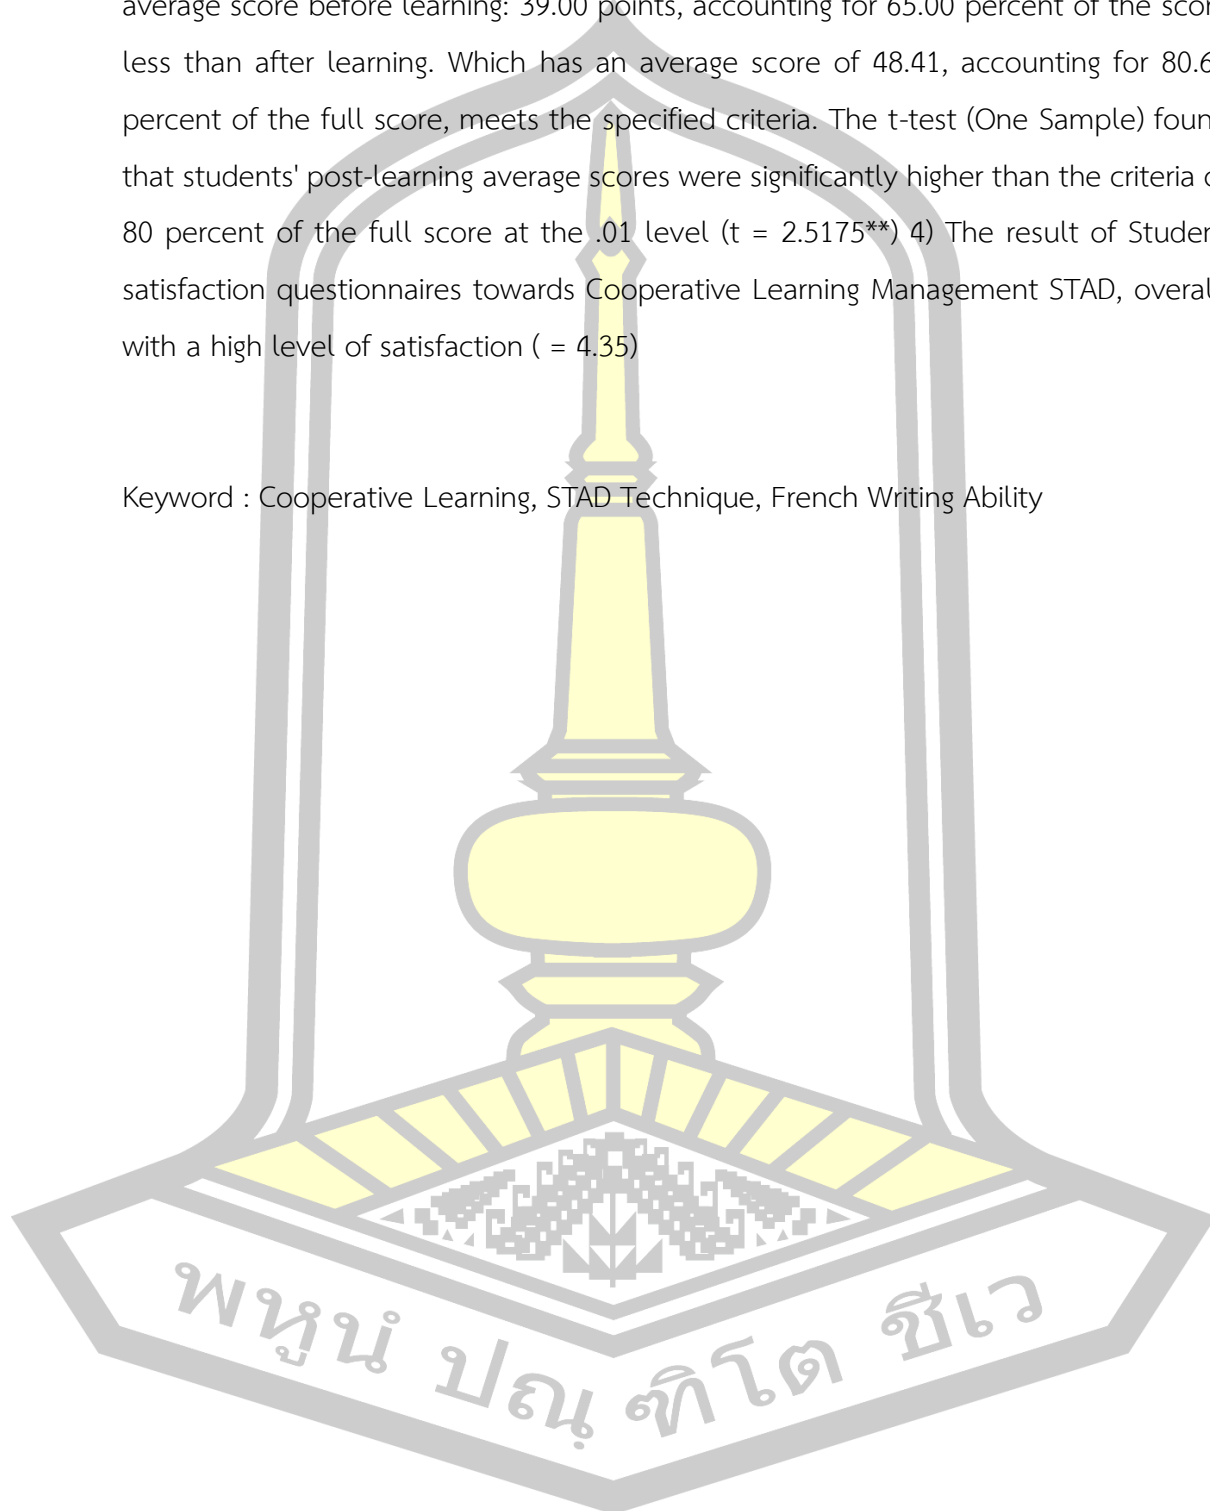 average score before learning: 39.00 points, accounting for 65.00 percent of the scor
less than after learning. Which has an average score of 48.41, accounting for 80.6
percent of the full score, meets the specified criteria. The t-test (One Sample) foun
that students' post-learning average scores were significantly higher than the criteria o
80 percent of the full score at the .01 level (t = 2.5175**) 4) The result of Studen
satisfaction questionnaires towards Cooperative Learning Management STAD, overal
with a high level of satisfaction ( = 4.35)
Keyword : Cooperative Learning, STAD Technique, French Writing Ability
พหูนํ ปณฺฑิโต ชีเว